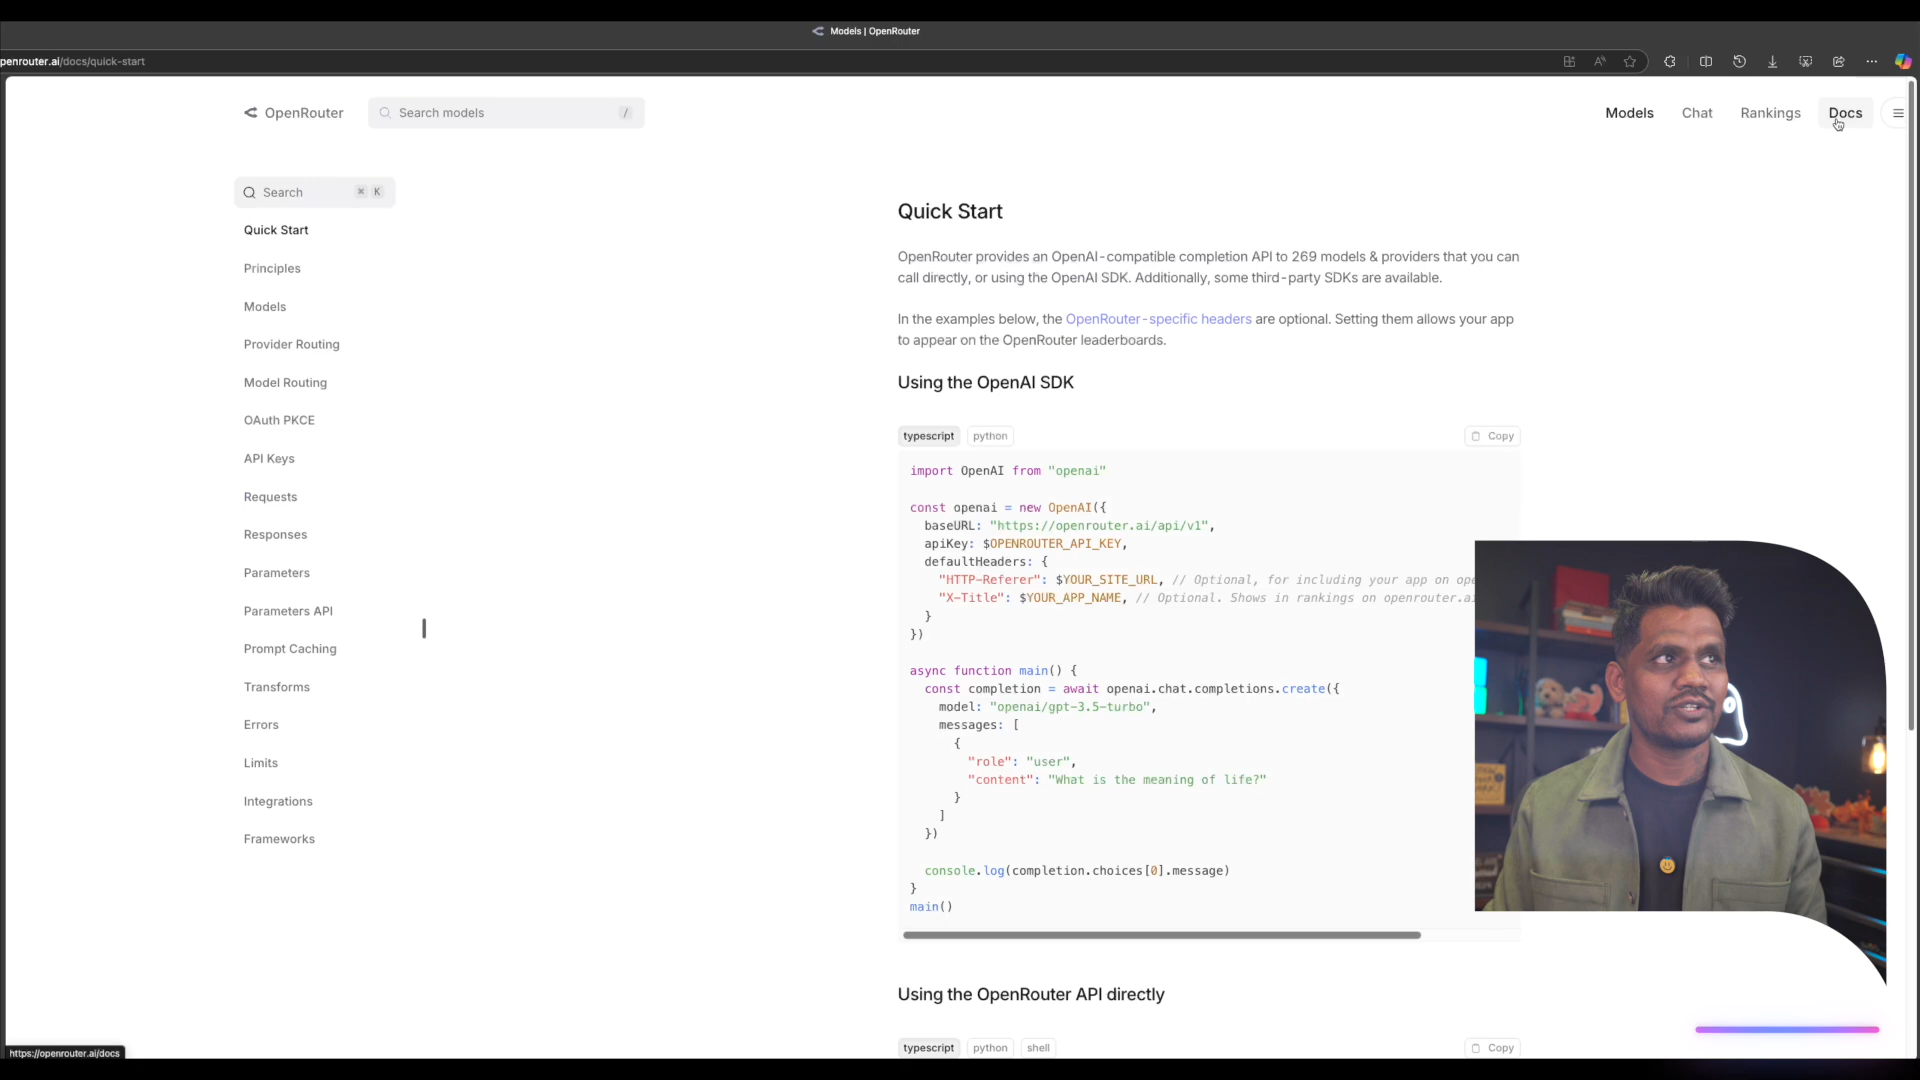 Models | OpenRouter
penrouter.ai/docs/quick-start
OpenRouter
Search models
/
Models
Chat
Rankings
Docs
Search
⌘ K
Quick Start
Principles
Models
Provider Routing
Model Routing
OAuth PKCE
API Keys
Requests
Responses
Parameters
Parameters API
Prompt Caching
Transforms
Errors
Limits
Integrations
Frameworks
Quick Start
OpenRouter provides an OpenAI-compatible completion API to 269 models & providers that you can
call directly, or using the OpenAI SDK. Additionally, some third-party SDKs are available.
In the examples below, the OpenRouter-specific headers are optional. Setting them allows your app
to appear on the OpenRouter leaderboards.
Using the OpenAI SDK
typescript
python
Copy
import OpenAI from "openai"
const openai = new OpenAI({
baseURL: "https://openrouter.ai/api/v1",
apiKey: $OPENROUTER_API_KEY,
defaultHeaders: {
"HTTP-Referer": $YOUR_SITE_URL, // Optional, for including your app on ope
"X-Title": $YOUR_APP_NAME, // Optional. Shows in rankings on openrouter.ai
}
})
async function main() {
const completion = await openai.chat.completions.create({
model: "openai/gpt-3.5-turbo",
messages: [
{
"role": "user",
"content": "What is the meaning of life?"
}
]
})
console.log(completion.choices[0].message)
}
main()
Using the OpenRouter API directly
typescript
python
shell
Copy
https://openrouter.ai/docs